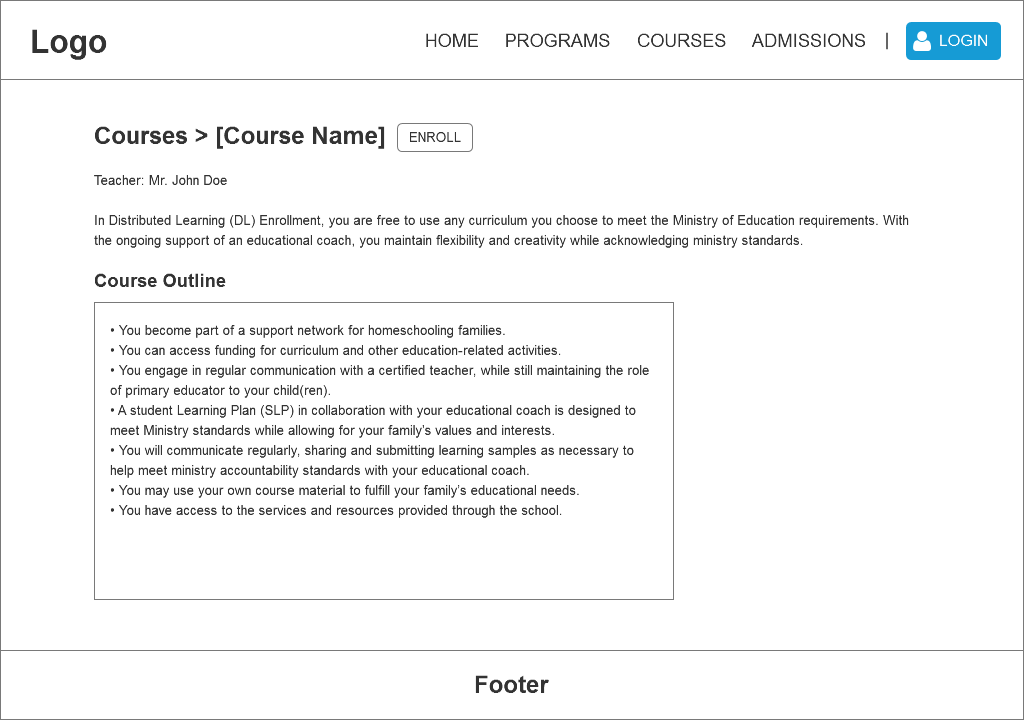 Logo
HOME PROGRAMS COURSES ADMISSIONS | LOGIN
Courses > [Course Name] ENROLL
Teacher: Mr. John Doe
In Distributed Learning (DL) Enrollment, you are free to use any curriculum you choose to meet the Ministry of Education requirements. With
the ongoing support of an educational coach, you maintain flexibility and creativity while acknowledging ministry standards.
Course Outline
• You become part of a support network for homeschooling families.
• You can access funding for curriculum and other education-related activities.
• You engage in regular communication with a certified teacher, while still maintaining the role
of primary educator to your child(ren).
• A student Learning Plan (SLP) in collaboration with your educational coach is designed to
meet Ministry standards while allowing for your family’s values and interests.
• You will communicate regularly, sharing and submitting learning samples as necessary to
help meet ministry accountability standards with your educational coach.
• You may use your own course material to fulfill your family’s educational needs.
• You have access to the services and resources provided through the school.
Footer